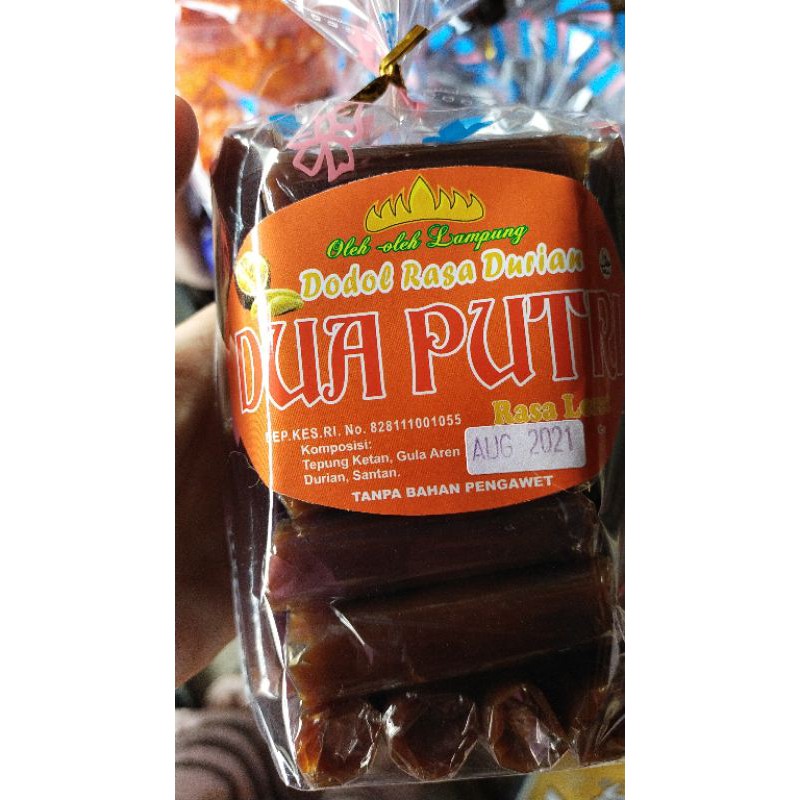 Oleh-oleh Lampung
Dodol Rasa Durian
DUA PUTRI
Rasa
DEP.KES.RI. No. 828111001055
Komposisi:
Tepung Ketan, Gula Aren
Durian, Santan.
AUG 2021
TANPA BAHAN PENGAWET